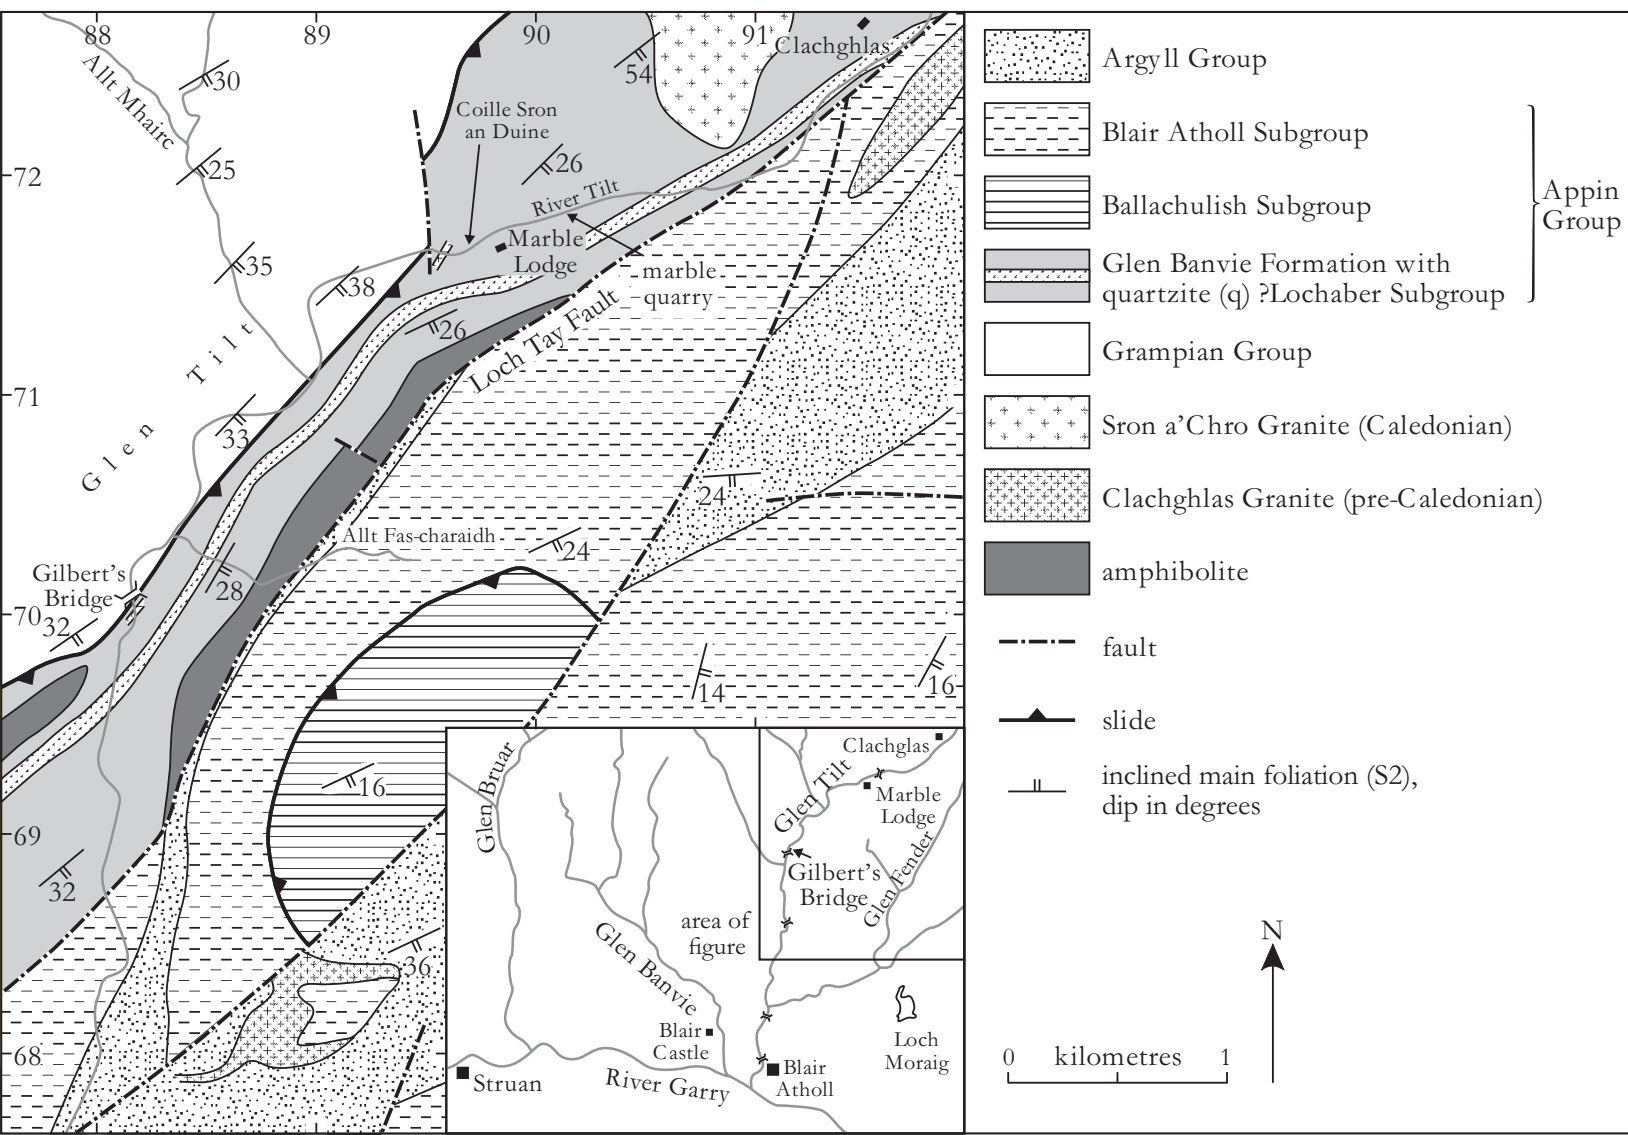 88
89
90
91
Clachghlas
Allt Mhairc
30
54
Coille Sron
an Duine
25
26
72
River Tilt
Marble
Lodge
35
38
marble
quarry
26
Loch Tay Fault
Glen Tilt
71
33
24
Allt Fas-charaidh
24
Gilbert's
Bridge
28
70
32
14
16
16
69
32
36
68
Glen Bruar
Clachglas
Glen Tilt
Marble
Lodge
Gilbert's
Bridge
Glen Fender
area of
figure
Glen Banvie
Blair
Castle
Loch
Moraig
Struan
River Garry
Blair
Atholl
Argyll Group
Blair Atholl Subgroup
Ballachulish Subgroup
Appin
Group
Glen Banvie Formation with
quartzite (q) ?Lochaber Subgroup
Grampian Group
Sron a'Chro Granite (Caledonian)
Clachghlas Granite (pre-Caledonian)
amphibolite
fault
slide
inclined main foliation (S2),
dip in degrees
N
0 kilometres 1